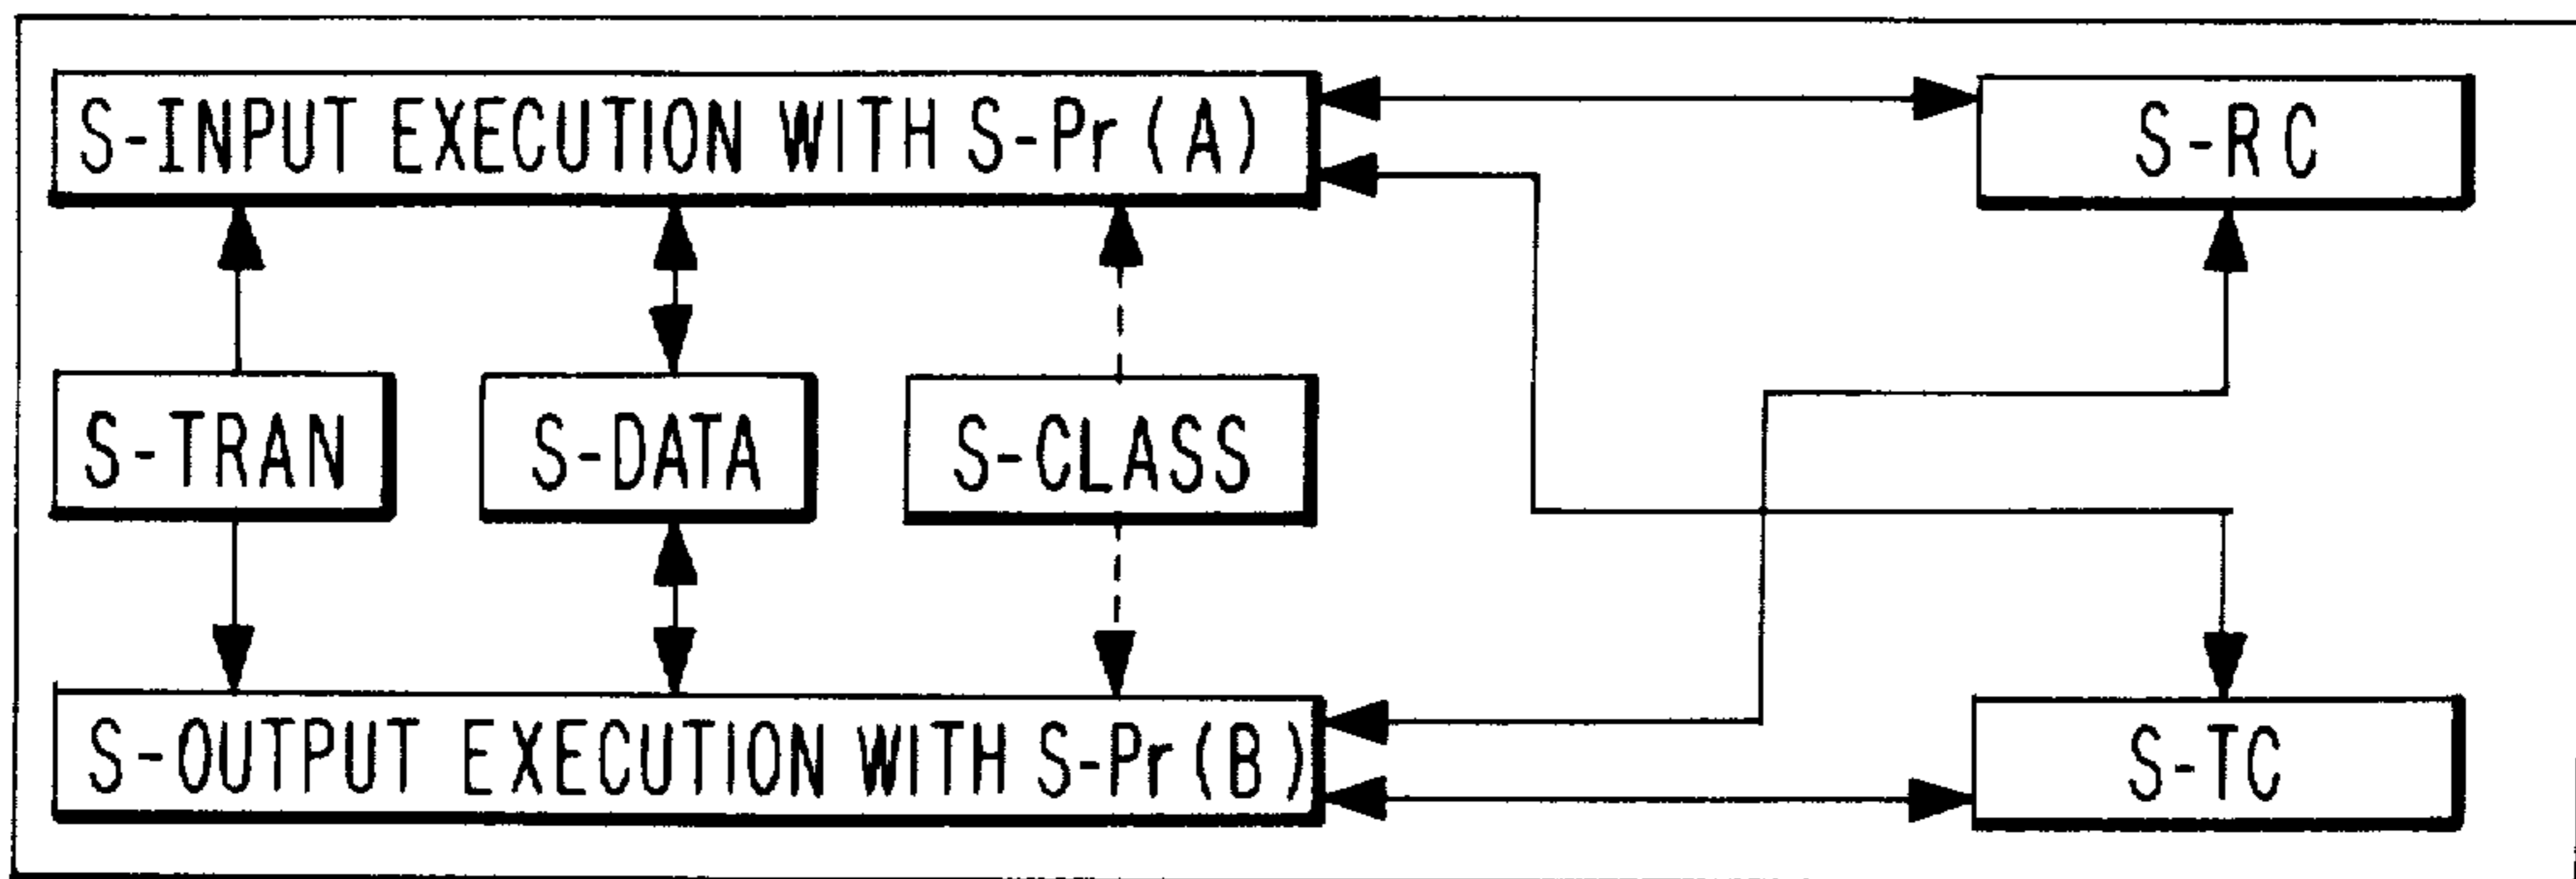 S-INPUT EXECUTION WITH S-Pr (A)
S-RC
S-TRAN
S-DATA
S-CLASS
S-OUTPUT EXECUTION WITH S-Pr (B)
S-TC